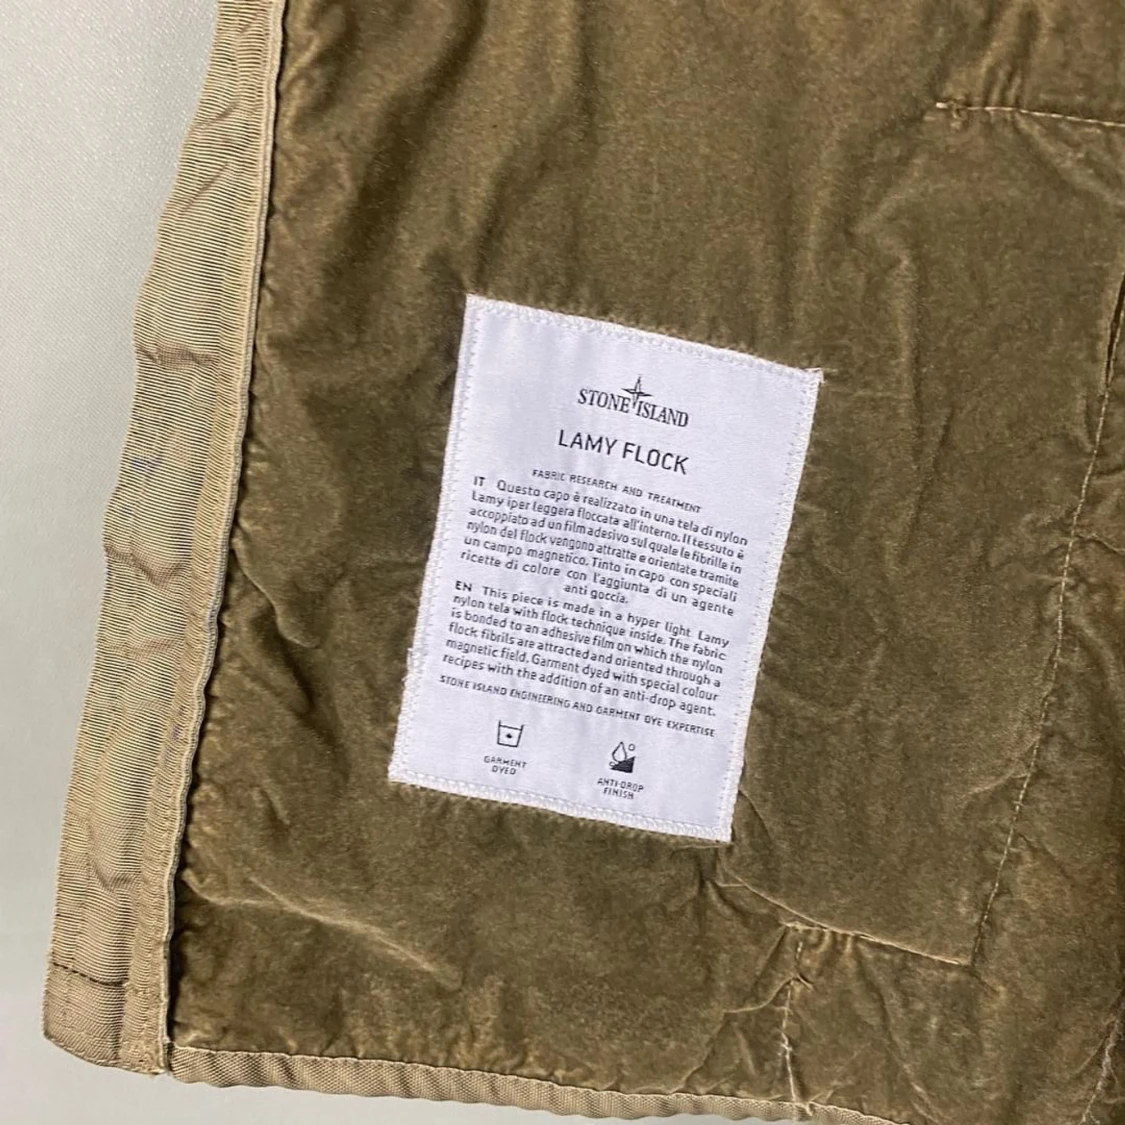 STONE ISLAND
LAMY FLOCK
FABRIC RESEARCH AND TREATMENT
IT Questo capo è realizzato in una tela di nylon
Lamy iper leggera floccata all'interno. Il tessuto è
accoppiato ad un film adesivo sul quale le fibrille in
nylon del flock vengono attratte e orientate tramite
un campo magnetico. Tinto in capo con speciali
ricette di colore con l'aggiunta di un agente
anti goccia.
EN This piece is made in a hyper light Lamy
nylon tela with flock technique inside. The fabric
is bonded to an adhesive film on which the nylon
flock fibrils are attracted and oriented through a
magnetic field. Garment dyed with special colour
recipes with the addition of an anti-drop agent.
STONE ISLAND ENGINEERING AND GARMENT DYE EXPERTISE
GARMENT
DYED
ANTI-DROP
FINISH